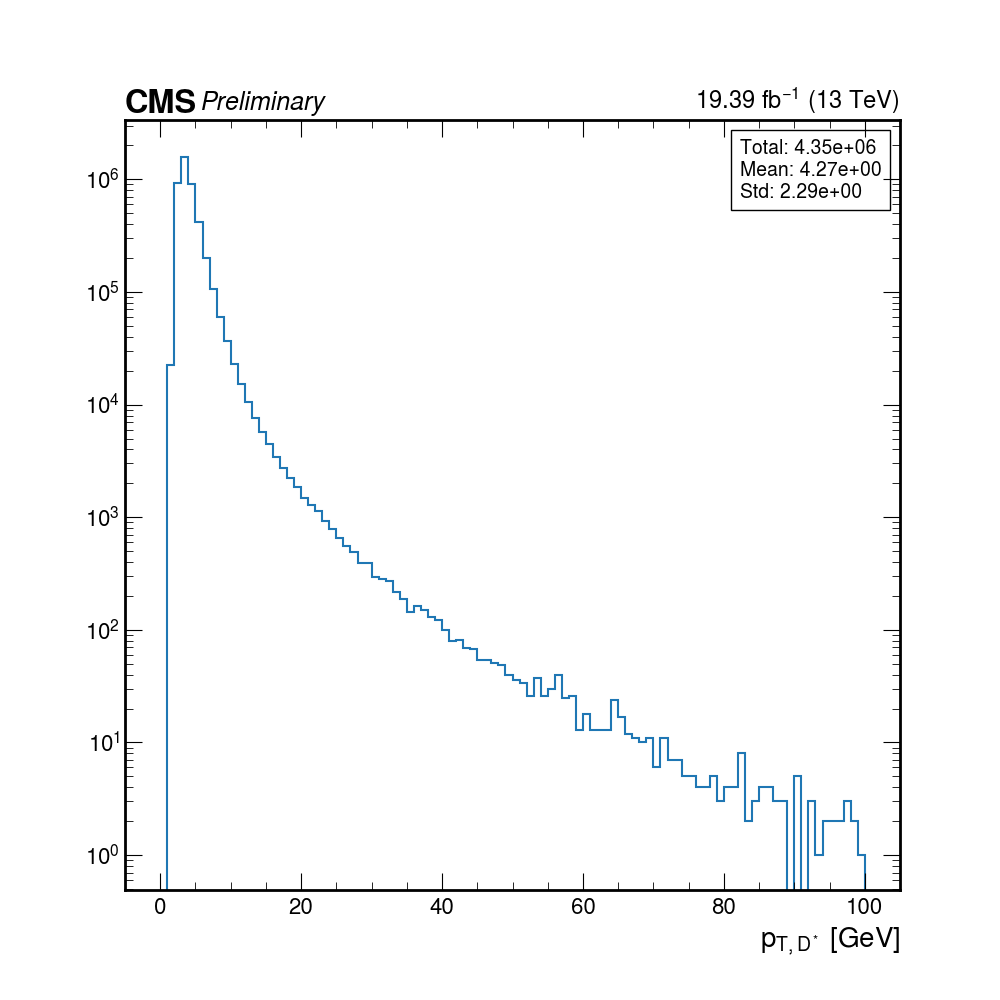 CMS Preliminary 19.39 fb⁻¹ (13 TeV)
Total: 4.35e+06
Mean: 4.27e+00
Std: 2.29e+00
10⁶
10⁵
10⁴
10³
10²
10¹
10⁰
0 20 40 60 80 100
p_{T, D^*} [GeV]